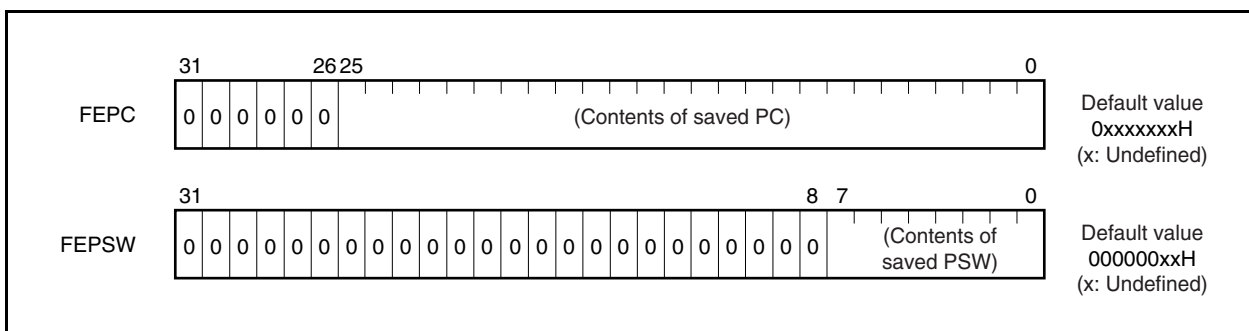 31 26 25 0
FEPC 0 0 0 0 0 0 (Contents of saved PC) Default value
0xxxxxxxH
(x: Undefined)
31 8 7 0
FEPSW 0 0 0 0 0 0 0 0 0 0 0 0 0 0 0 0 0 0 0 0 0 0 0 0 (Contents of
saved PSW) Default value
000000xxH
(x: Undefined)